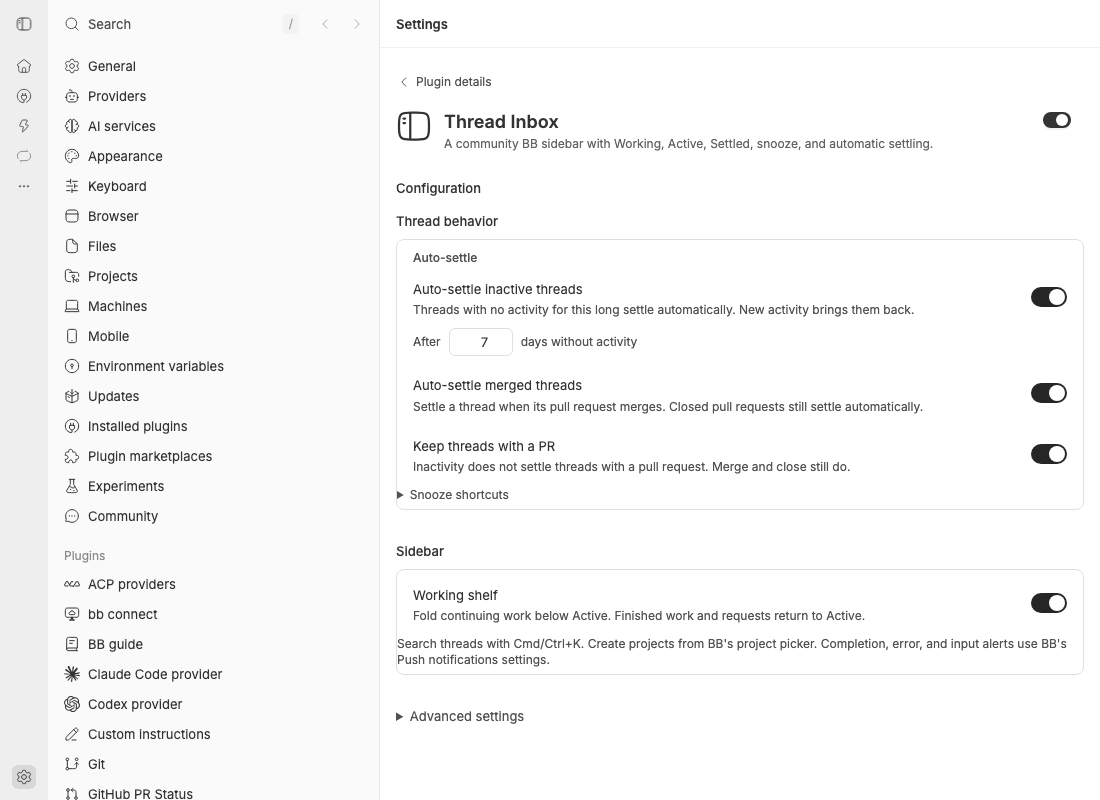 Search
/
General
Providers
AI services
Appearance
Keyboard
Browser
Files
Projects
Machines
Mobile
Environment variables
Updates
Installed plugins
Plugin marketplaces
Experiments
Community
Plugins
ACP providers
bb connect
BB guide
Claude Code provider
Codex provider
Custom instructions
Git
GitHub PR Status
Settings
Plugin details
Thread Inbox
A community BB sidebar with Working, Active, Settled, snooze, and automatic settling.
Configuration
Thread behavior
Auto-settle
Auto-settle inactive threads
Threads with no activity for this long settle automatically. New activity brings them back.
After 7 days without activity
Auto-settle merged threads
Settle a thread when its pull request merges. Closed pull requests still settle automatically.
Keep threads with a PR
Inactivity does not settle threads with a pull request. Merge and close still do.
Snooze shortcuts
Sidebar
Working shelf
Fold continuing work below Active. Finished work and requests return to Active.
Search threads with Cmd/Ctrl+K. Create projects from BB's project picker. Completion, error, and input alerts use BB's
Push notifications settings.
Advanced settings